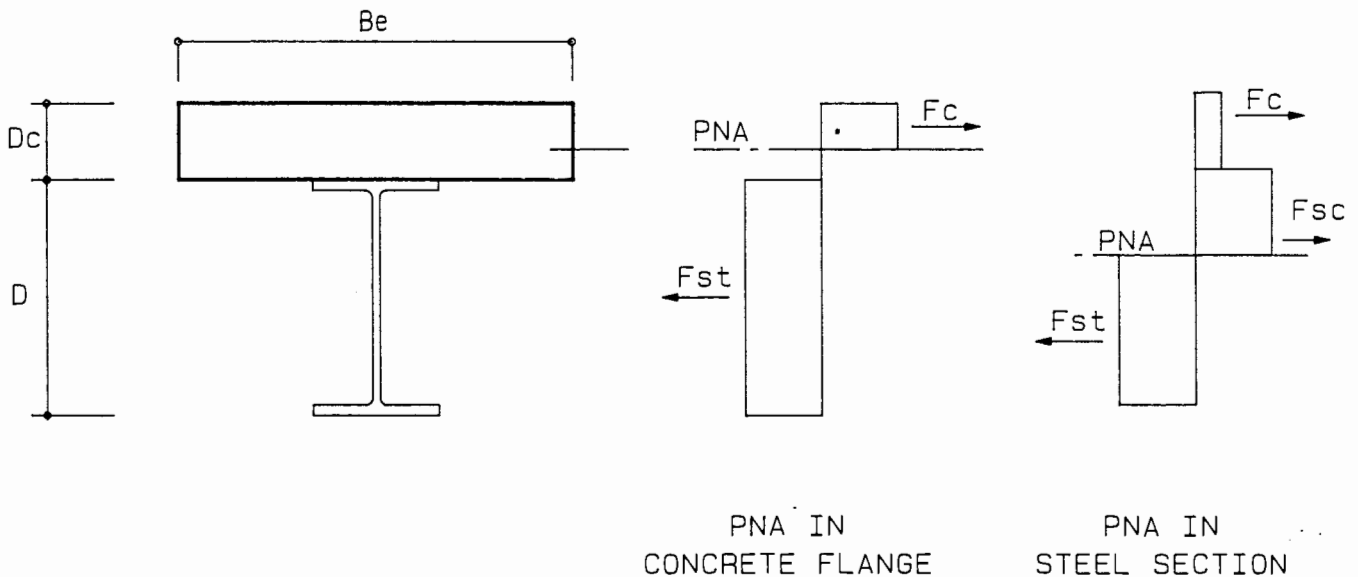 Be
Dc
D
PNA
Fc
Fst
Fc
Fsc
PNA
Fst
PNA IN
CONCRETE FLANGE
PNA IN
STEEL SECTION